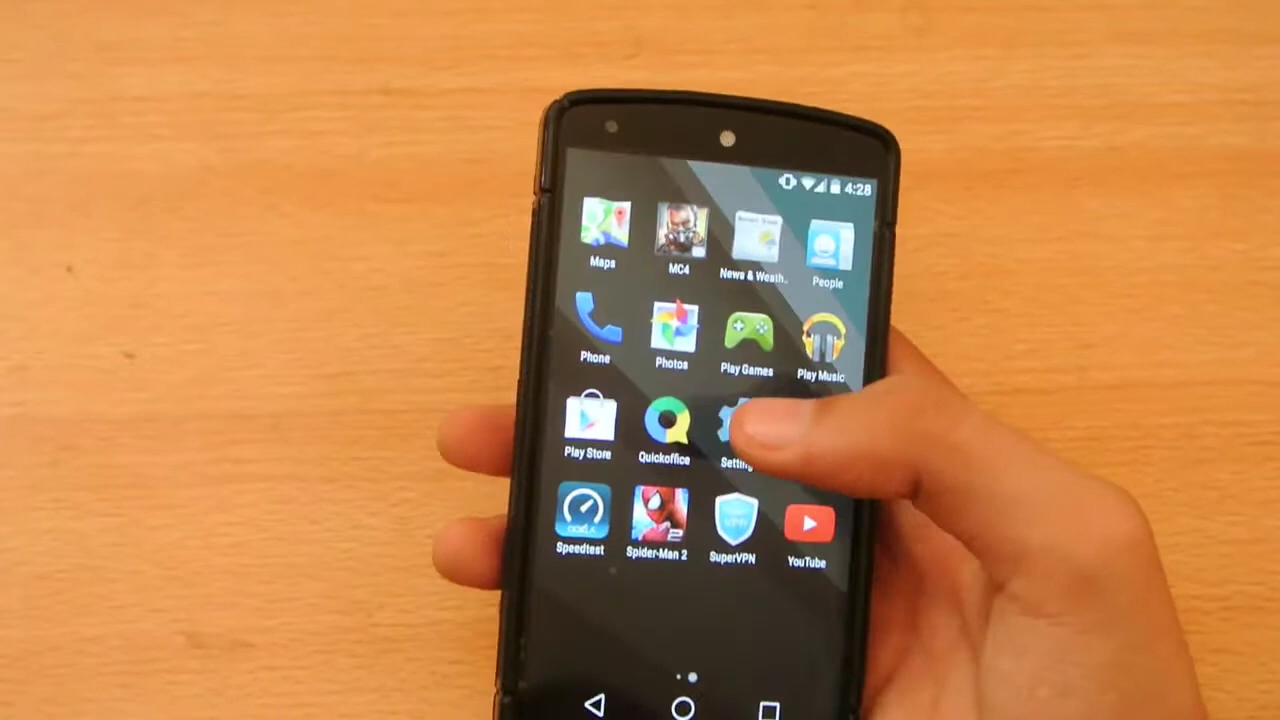 4:28
Maps
MC4
News & Weath..
People
Phone
Photos
Play Games
Play Music
Play Store
Quickoffice
Setting
Speedtest
Spider-Man 2
SuperVPN
YouTube